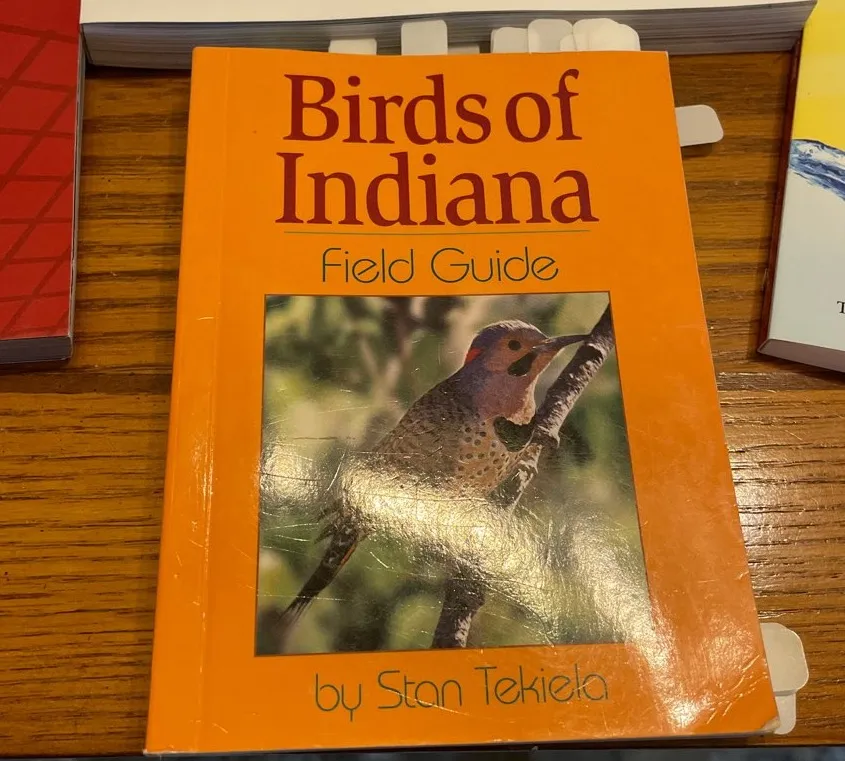 Birds of
Indiana
Field Guide
by Stan Tekiela
T